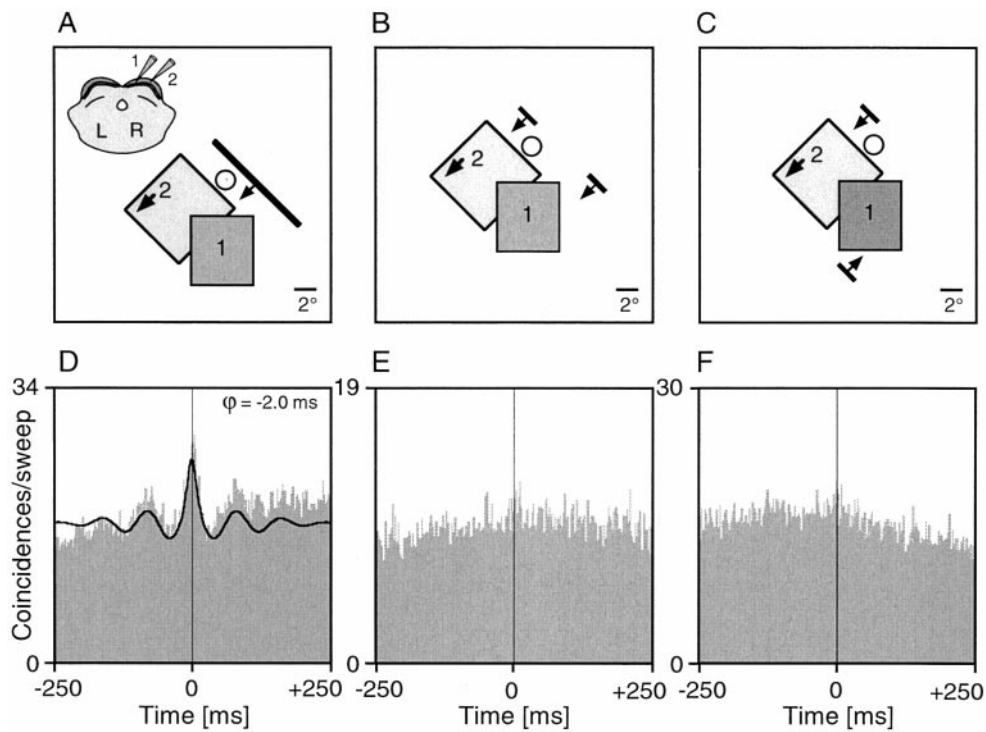 A
B
C
1
2
L R
2
1
2°
2
1
2°
2
1
2°
D
E
F
34
19
30
φ = -2.0 ms
Coincidences/sweep
0
0
0
-250 0 +250
-250 0 +250
-250 0 +250
Time [ms]
Time [ms]
Time [ms]